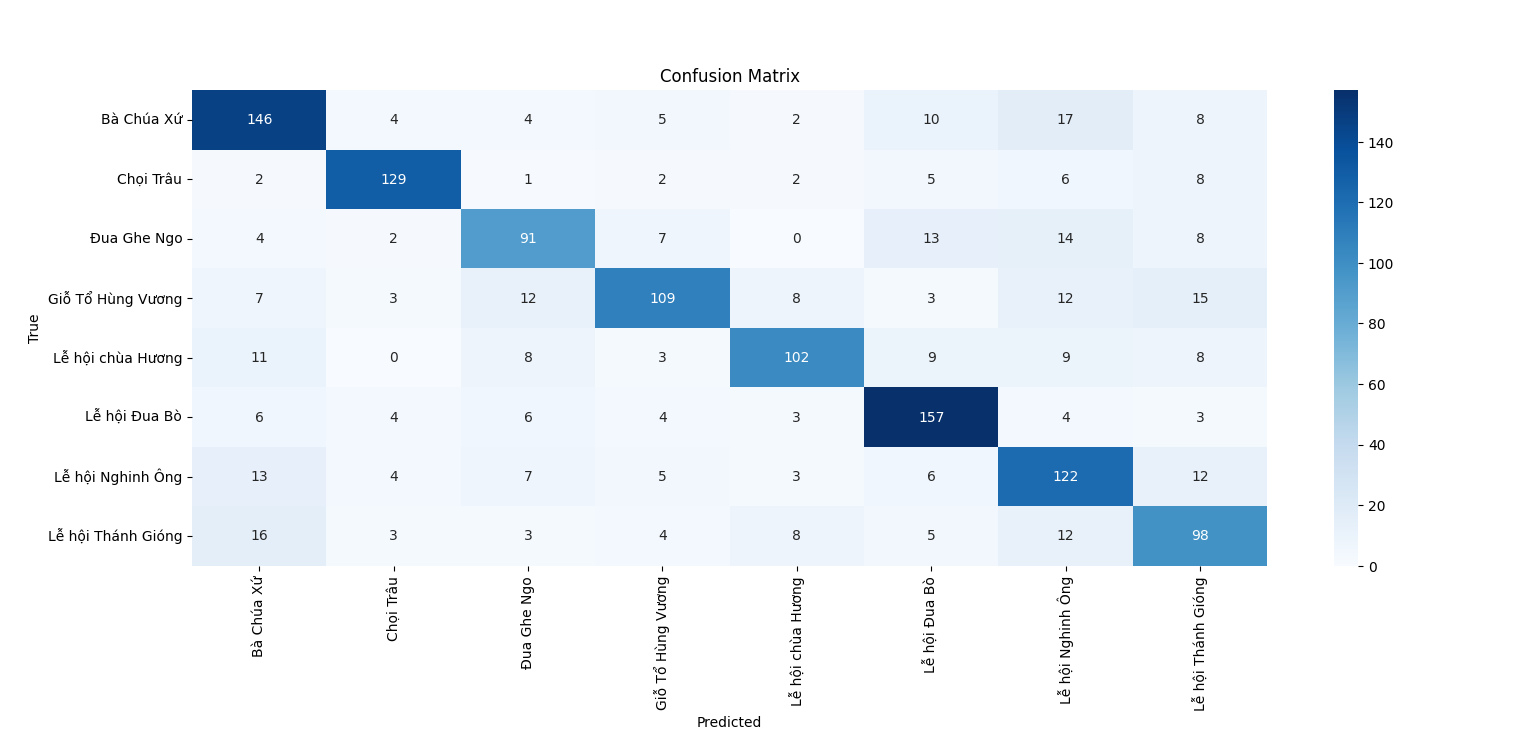 Confusion Matrix
True
Bà Chúa Xứ 146 4 4 5 2 10 17 8
Chọi Trâu 2 129 1 2 2 5 6 8
Đua Ghe Ngo 4 2 91 7 0 13 14 8
Giỗ Tổ Hùng Vương 7 3 12 109 8 3 12 15
Lễ hội chùa Hương 11 0 8 3 102 9 9 8
Lễ hội Đua Bò 6 4 6 4 3 157 4 3
Lễ hội Nghinh Ông 13 4 7 5 3 6 122 12
Lễ hội Thánh Gióng 16 3 3 4 8 5 12 98
Bà Chúa Xứ
Chọi Trâu
Đua Ghe Ngo
Giỗ Tổ Hùng Vương
Lễ hội chùa Hương
Lễ hội Đua Bò
Lễ hội Nghinh Ông
Lễ hội Thánh Gióng
Predicted
140
120
100
80
60
40
20
0